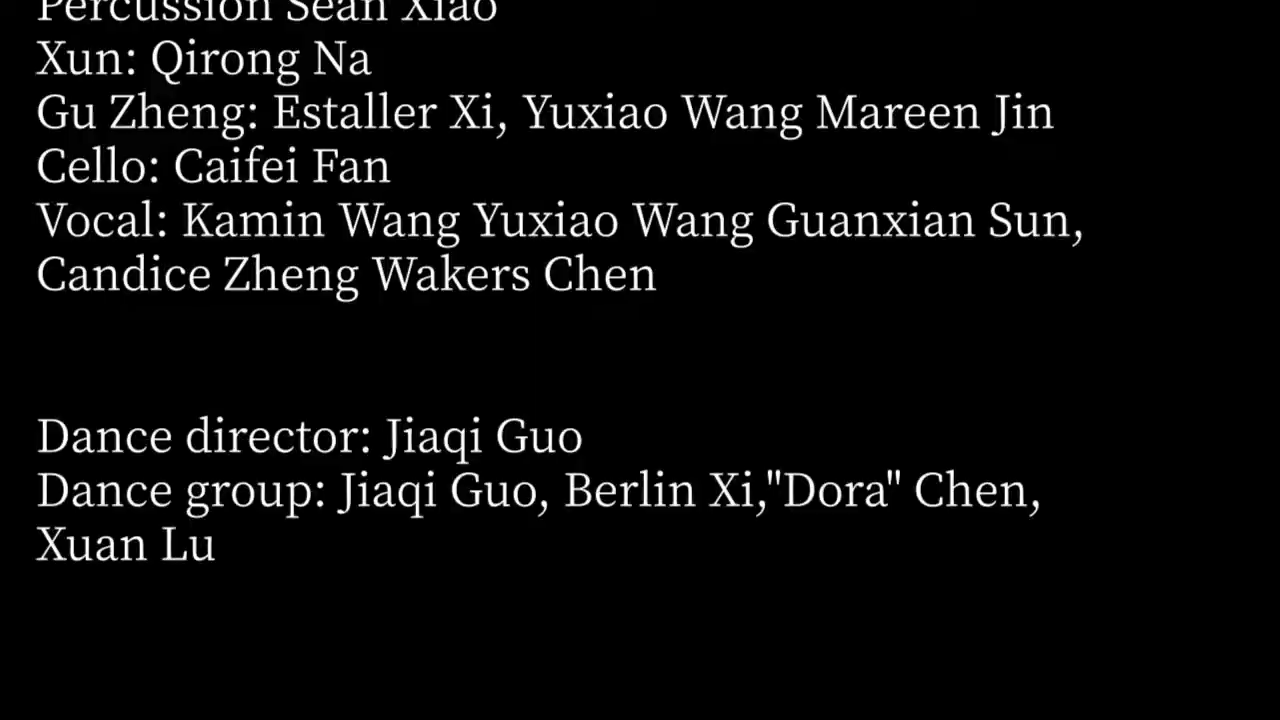 Percussion Sean Xiao
Xun: Qirong Na
Gu Zheng: Estaller Xi, Yuxiao Wang Mareen Jin
Cello: Caifei Fan
Vocal: Kamin Wang Yuxiao Wang Guanxian Sun,
Candice Zheng Wakers Chen
Dance director: Jiaqi Guo
Dance group: Jiaqi Guo, Berlin Xi,"Dora" Chen,
Xuan Lu